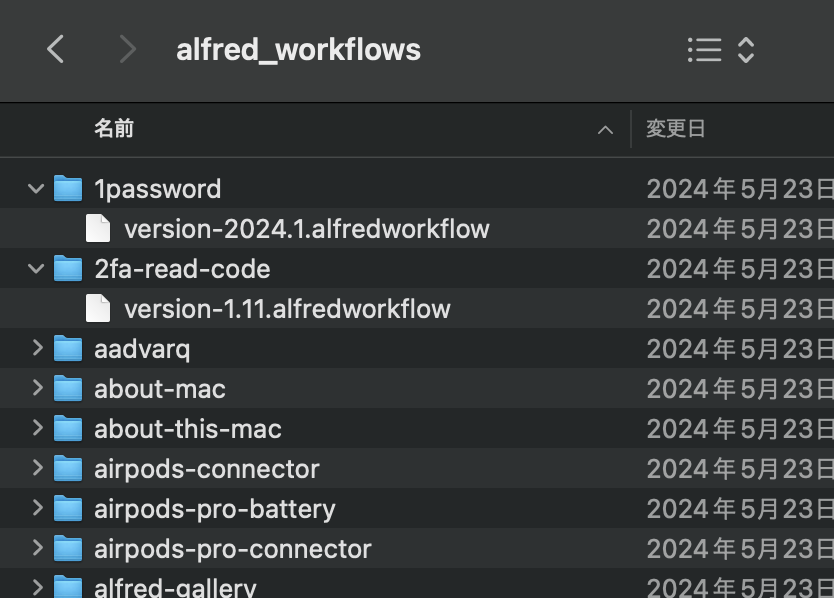 alfred_workflows
名前 変更日
1password 2024年5月23日
version-2024.1.alfredworkflow 2024年5月23日
2fa-read-code 2024年5月23日
version-1.11.alfredworkflow 2024年5月23日
aadvarq 2024年5月23日
about-mac 2024年5月23日
about-this-mac 2024年5月23日
airpods-connector 2024年5月23日
airpods-pro-battery 2024年5月23日
airpods-pro-connector 2024年5月23日
alfred-gallery 2024年5月23日